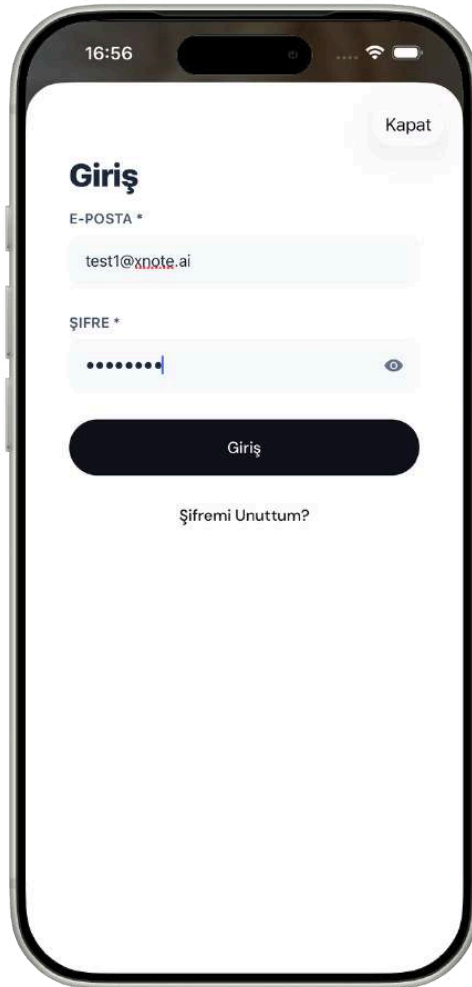 16:56
Kapat
Giriş
E-POSTA *
test1@xnote.ai
ŞIFRE *
••••••••
Giriş
Şifremi Unuttum?